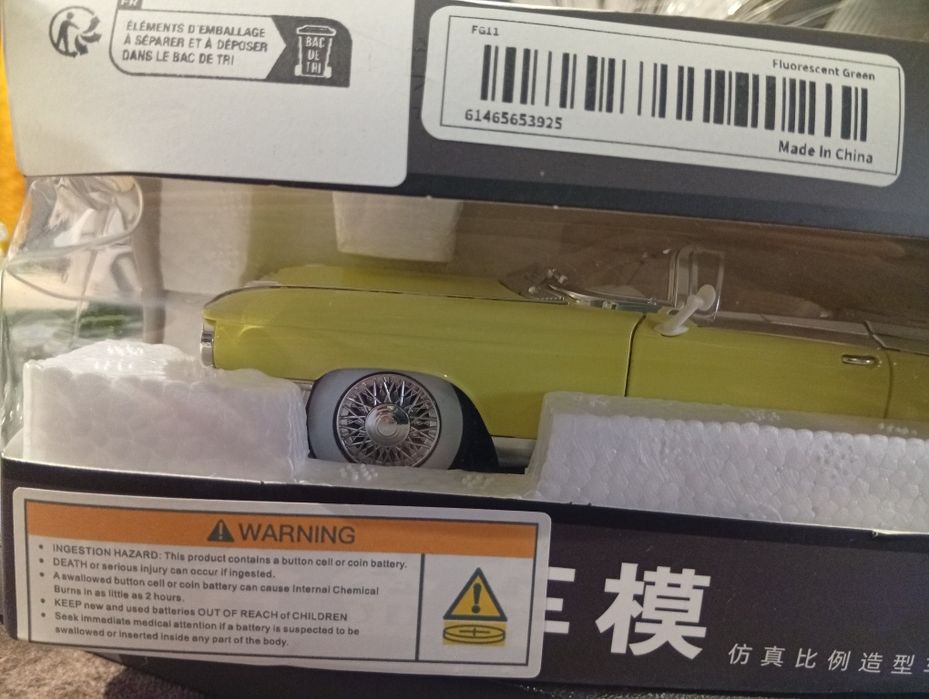 FR
ÉLÉMENTS D'EMBALLAGE
À SÉPARER ET À DÉPOSER
DANS LE BAC DE TRI
BAC
DE
TRI
FG11
Fluorescent Green
61465653925
Made In China
WARNING
• INGESTION HAZARD: This product contains a button cell or coin battery.
• DEATH or serious injury can occur if ingested.
• A swallowed button cell or coin battery can cause Internal Chemical
Burns in as little as 2 hours.
• KEEP new and used batteries OUT OF REACH of CHILDREN
• Seek immediate medical attention if a battery is suspected to be
swallowed or inserted inside any part of the body.
模
仿真比例造型